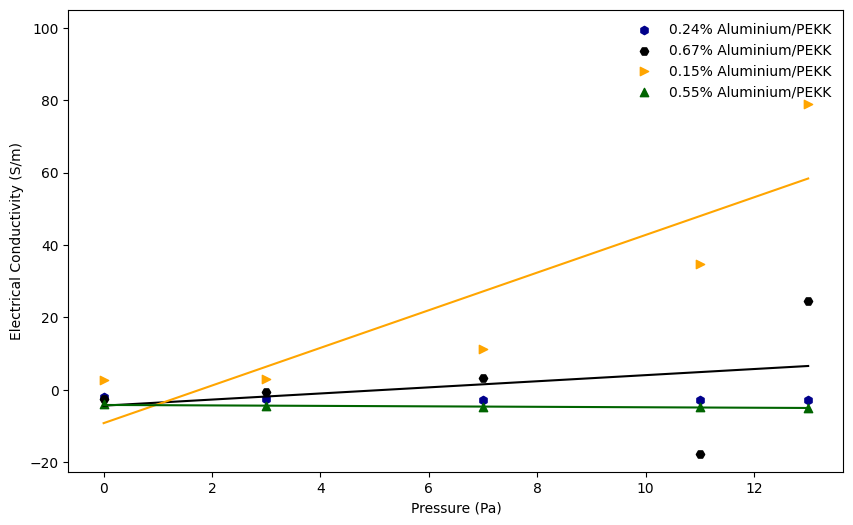 100
80
60
40
20
0
−20
0
2
4
6
8
10
12
Electrical Conductivity (S/m)
Pressure (Pa)
0.24% Aluminium/PEKK
0.67% Aluminium/PEKK
0.15% Aluminium/PEKK
0.55% Aluminium/PEKK